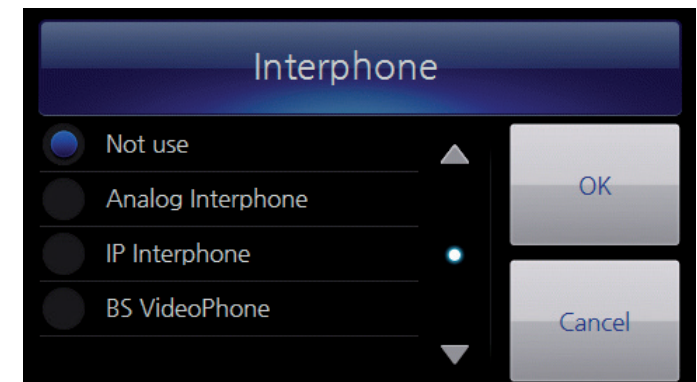 Interphone
Not use
Analog Interphone
IP Interphone
BS VideoPhone
OK
Cancel